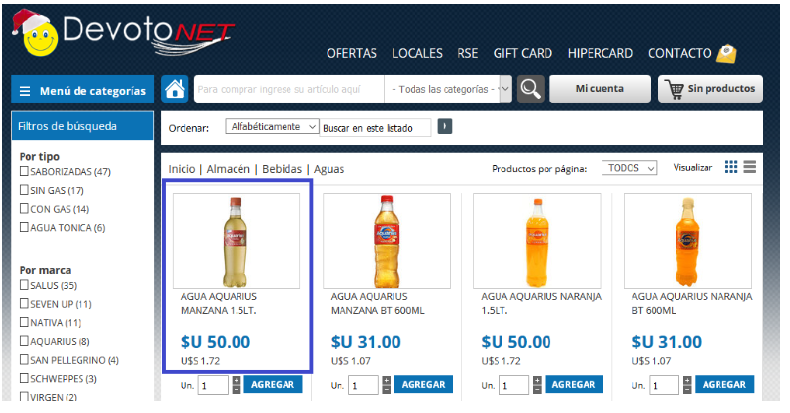 DevotoNET
OFERTAS LOCALES RSE GIFT CARD HIPERCARD CONTACTO
Menú de categorías
Para comprar ingrese su artículo aquí
- Todas las categorías -
Mi cuenta
Sin productos
Filtros de búsqueda
Ordenar:
Alfabéticamente
Buscar en este listado
Por tipo
SABORIZADAS (47)
SIN GAS (17)
CON GAS (14)
AGUA TONICA (6)
Por marca
SALUS (35)
SEVEN UP (11)
NATIVA (11)
AQUARIUS (8)
SAN PELLEGRINO (4)
SCHWEPPES (3)
VIRGEN (2)
Inicio | Almacén | Bebidas | Aguas
Productos por página:
TODOS
Visualizar
AGUA AQUARIUS
MANZANA 1.5LT.
$U 50.00
U$S 1.72
Un. 1 AGREGAR
AGUA AQUARIUS
MANZANA BT 600ML
$U 31.00
U$S 1.07
Un. 1 AGREGAR
AGUA AQUARIUS NARANJA
1.5LT.
$U 50.00
U$S 1.72
Un. 1 AGREGAR
AGUA AQUARIUS NARANJA
BT 600ML
$U 31.00
U$S 1.07
Un. 1 AGREGAR